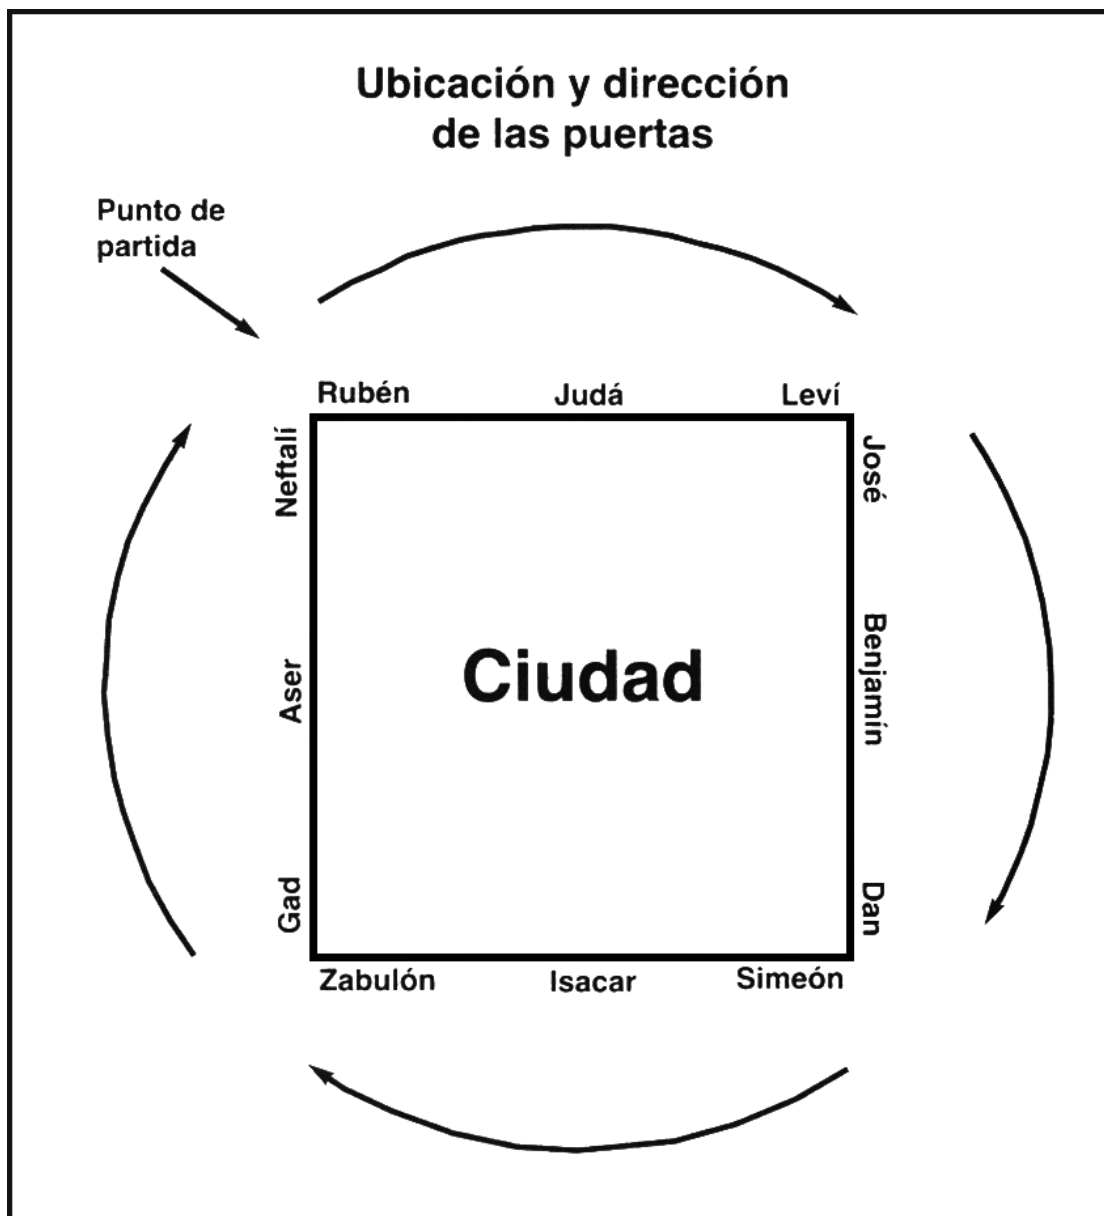 Ubicación y dirección
de las puertas
Punto de
partida
Rubén Judá Leví
Neftalí
José
Aser
Ciudad
Benjamín
Gad
Dan
Zabulón Isacar Simeón